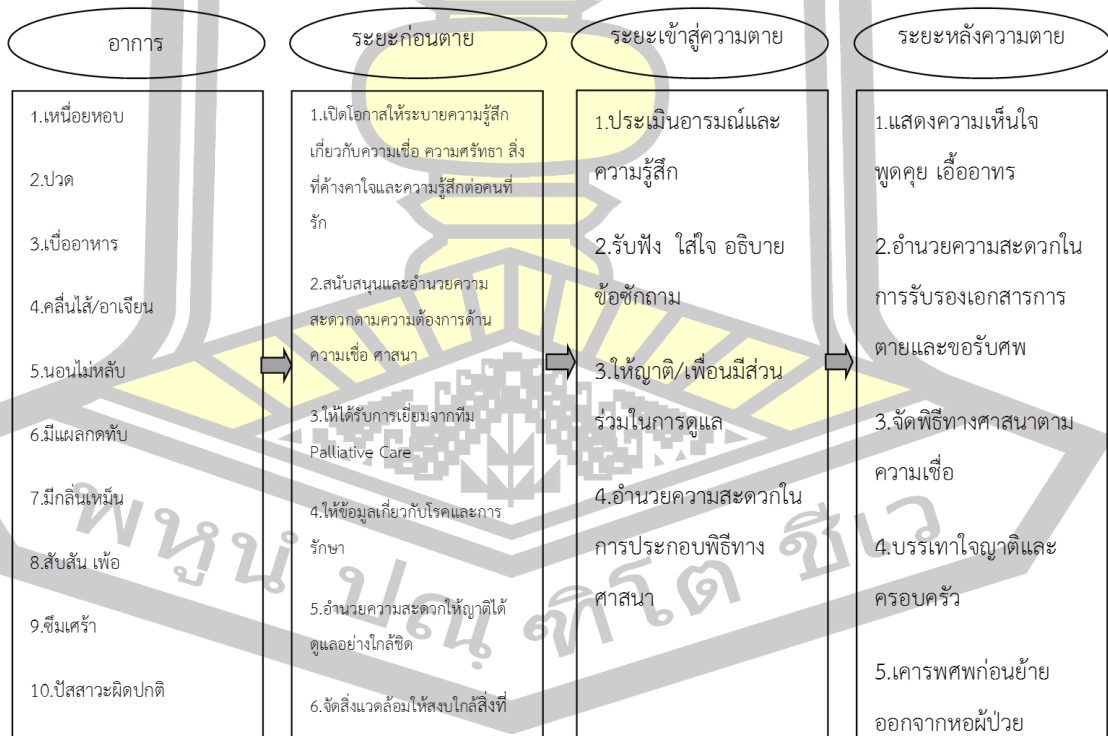 อาการ
1.เหนื่อยหอบ
2.ปวด
3.เบื่ออาหาร
4.คลื่นไส้/อาเจียน
5.นอนไม่หลับ
6.มีแผลกดทับ
7.มีกลิ่นเหม็น
8.สับสัน เพ้อ
9.ซึมเศร้า
10.ปัสสาวะผิดปกติ
ระยะก่อนตาย
1.เปิดโอกาสให้ระบายความรู้สึก
เกี่ยวกับความเชื่อ ความศรัทธา สิ่ง
ที่ค้างคาใจและความรู้สึกต่อคนที่
รัก
2.สนับสนุนและอำนวยความ
สะดวกตามความต้องการด้าน
ความเชื่อ ศาสนา
3.ให้ได้รับการเยี่ยมจากทีม
Palliative Care
4.ให้ข้อมูลเกี่ยวกับโรคและการ
รักษา
5.อำนวยความสะดวกให้ญาติได้
ดูแลอย่างใกล้ชิด
6.จัดสิ่งแวดล้อมให้สงบใกล้สิ่งที่
ระยะเข้าสู่ความตาย
1.ประเมินอารมณ์และ
ความรู้สึก
2.รับฟัง ใส่ใจ อธิบาย
ข้อซักถาม
3.ให้ญาติ/เพื่อนมีส่วน
ร่วมในการดูแล
4.อำนวยความสะดวกใน
การประกอบพิธีทาง
ศาสนา
ระยะหลังความตาย
1.แสดงความเห็นใจ
พูดคุย เอื้ออาทร
2.อำนวยความสะดวกใน
การรับรองเอกสารการ
ตายและขอรับศพ
3.จัดพิธีทางศาสนาตาม
ความเชื่อ
4.บรรเทาใจญาติและ
ครอบครัว
5.เคารพศพก่อนย้าย
ออกจากหอผู้ป่วย
พหุนํ ปณฺฑิโต ชีเว